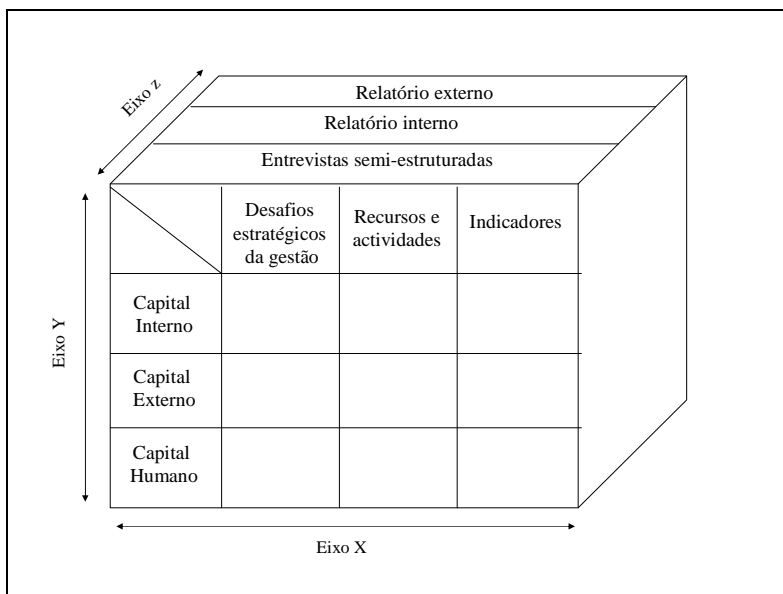 Eixo z
Relatório externo
Relatório interno
Entrevistas semi-estruturadas
Desafios
estratégicos
da gestão
Recursos e
actividades
Indicadores
Eixo Y
Capital
Interno
Capital
Externo
Capital
Humano
Eixo X